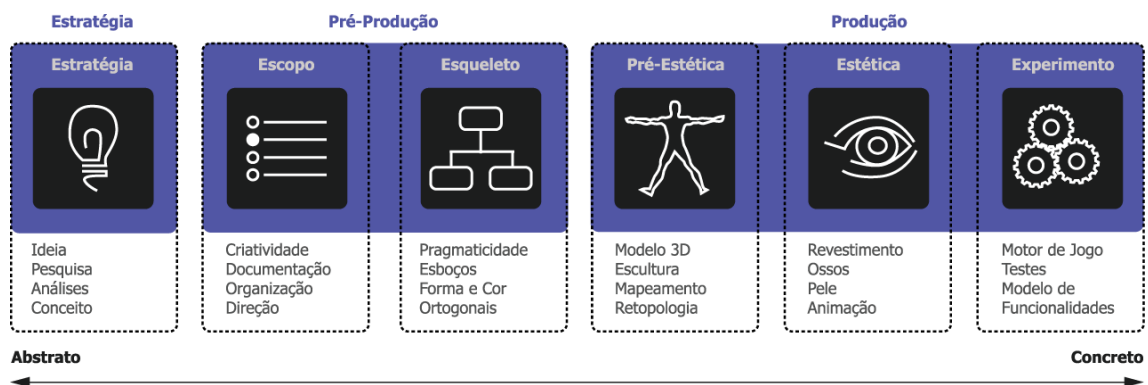 Estratégia
Pré-Produção
Produção
Estratégia
Ideia
Pesquisa
Análises
Conceito
Escopo
Criatividade
Documentação
Organização
Direção
Esqueleto
Pragmaticidade
Esboços
Forma e Cor
Ortogonais
Pré-Estética
Modelo 3D
Escultura
Mapeamento
Retopologia
Estética
Revestimento
Ossos
Pele
Animação
Experimento
Motor de Jogo
Testes
Modelo de
Funcionalidades
Abstrato
Concreto